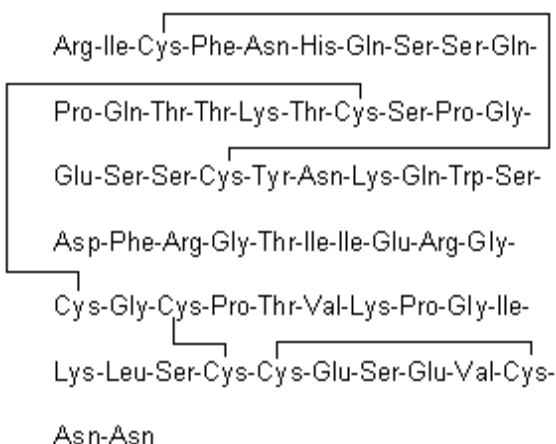 Arg-Ile-Cys-Phe-Asn-His-Gln-Ser-Ser-Gln-
Pro-Gln-Thr-Thr-Lys-Thr-Cys-Ser-Pro-Gly-
Glu-Ser-Ser-Cys-Tyr-Asn-Lys-Gln-Trp-Ser-
Asp-Phe-Arg-Gly-Thr-Ile-Ile-Glu-Arg-Gly-
Cys-Gly-Cys-Pro-Thr-Val-Lys-Pro-Gly-Ile-
Lys-Leu-Ser-Cys-Cys-Glu-Ser-Glu-Val-Cys-
Asn-Asn